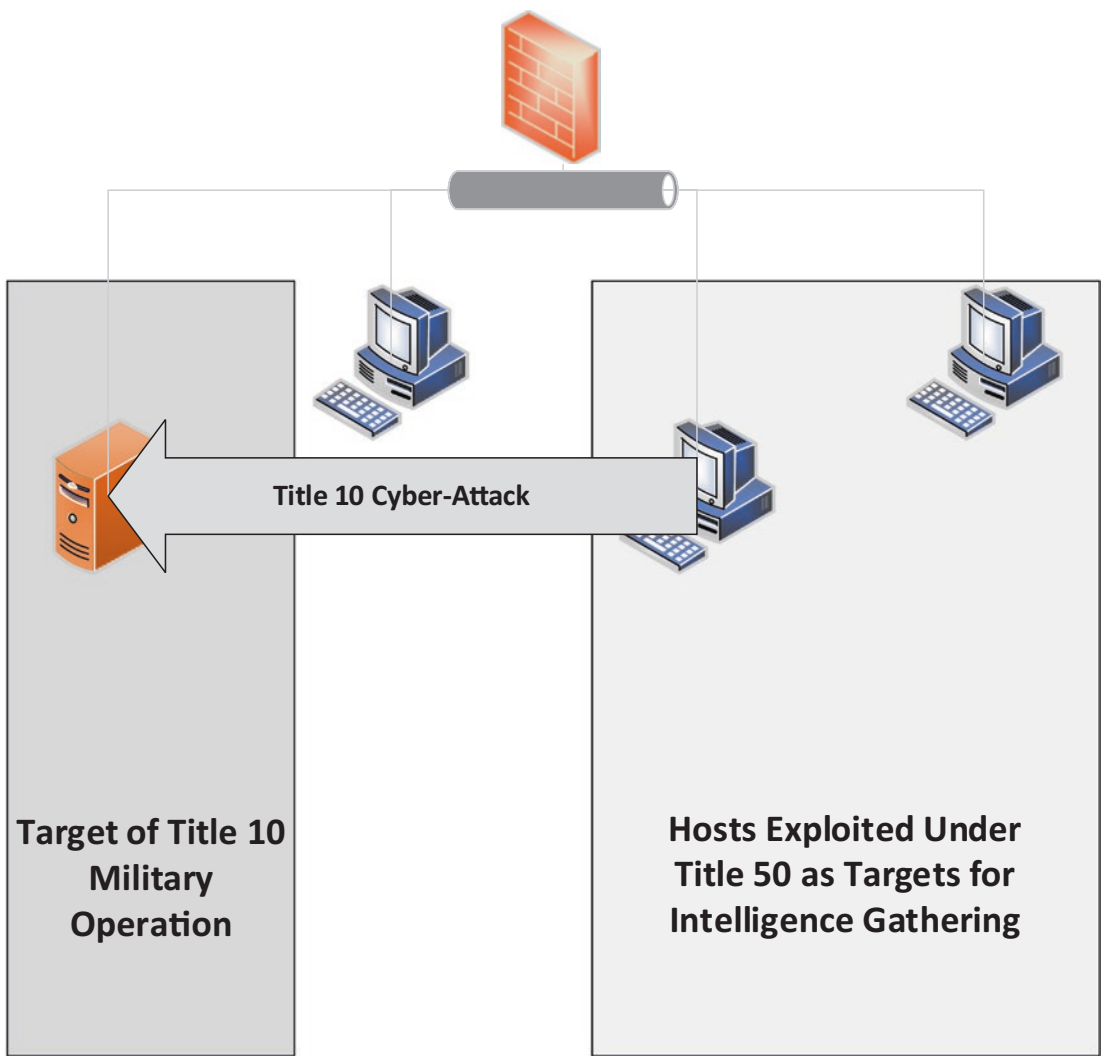 Title 10 Cyber-Attack
Target of Title 10
Military
Operation
Hosts Exploited Under
Title 50 as Targets for
Intelligence Gathering